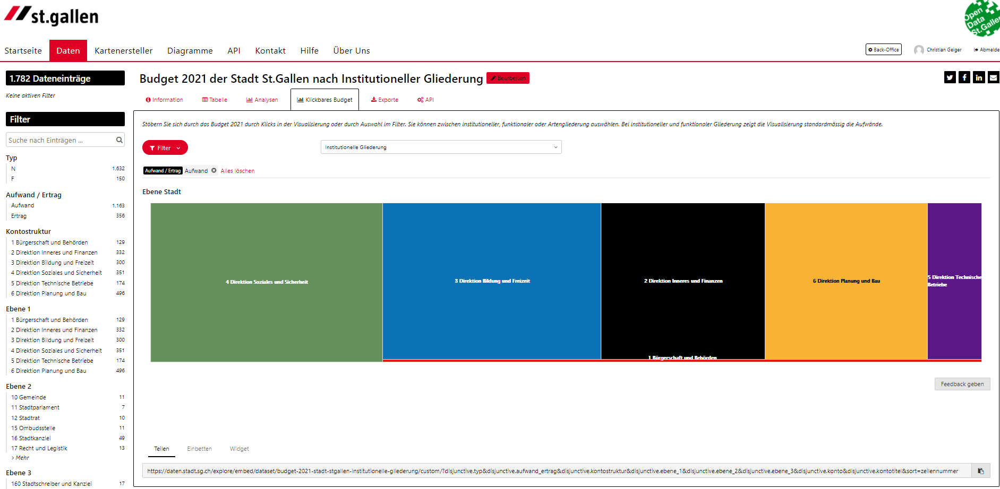 st.gallen
Open Data St.Gallen
Startseite Daten Kartenersteller Diagramme API Kontakt Hilfe Über Uns
Back-Office Christian Geiger Abmelde
1.782 Dateneinträge
Keine aktiven Filter
Filter
Suche nach Einträgen ...
Typ
N 1.632
F 150
Aufwand / Ertrag
Aufwand 1.163
Ertrag 356
Kontostruktur
1 Bürgerschaft und Behörden 129
2 Direktion Inneres und Finanzen 332
3 Direktion Bildung und Freizeit 300
4 Direktion Soziales und Sicherheit 351
5 Direktion Technische Betriebe 174
6 Direktion Planung und Bau 496
Ebene 1
1 Bürgerschaft und Behörden 129
2 Direktion Inneres und Finanzen 332
3 Direktion Bildung und Freizeit 300
4 Direktion Soziales und Sicherheit 351
5 Direktion Technische Betriebe 174
6 Direktion Planung und Bau 496
Ebene 2
10 Gemeinde 11
11 Stadtparlament 7
12 Stadtrat 10
15 Ombudsstelle 11
16 Stadtkanzlei 49
17 Recht und Legistik 13
> Mehr
Ebene 3
160 Stadtschreiber und Kanzlei 17
Budget 2021 der Stadt St.Gallen nach Institutioneller Gliederung Bearbeiten
Information Tabelle Analysen Klickbares Budget Exporte API
Stöbern Sie sich durch das Budget 2021 durch Klicks in der Visualisierung oder durch Auswahl im Filter. Sie können zwischen institutioneller, funktionaler oder Artengliederung auswählen. Bei institutioneller und funktionaler Gliederung zeigt die Visualisierung standardmässig die Aufwände.
Filter Institutionelle Gliederung
Aufwand / Ertrag Aufwand Alles löschen
Ebene Stadt
4 Direktion Soziales und Sicherheit
3 Direktion Bildung und Freizeit
2 Direktion Inneres und Finanzen
6 Direktion Planung und Bau
5 Direktion Technische
Betriebe
1 Bürgerschaft und Behörden
Feedback geben
Teilen Einbetten Widget
https://daten.stadt.sg.ch/explore/embed/dataset/budget-2021-stadt-stgallen-institutionelle-gliederung/custom/?disjunctive.typ&disjunctive.aufwand_ertrag&disjunctive.kontostruktur&disjunctive.ebene_1&disjunctive.ebene_2&disjunctive.ebene_3&disjunctive.konto&disjunctive.kontotitel&sort=zeilennummer